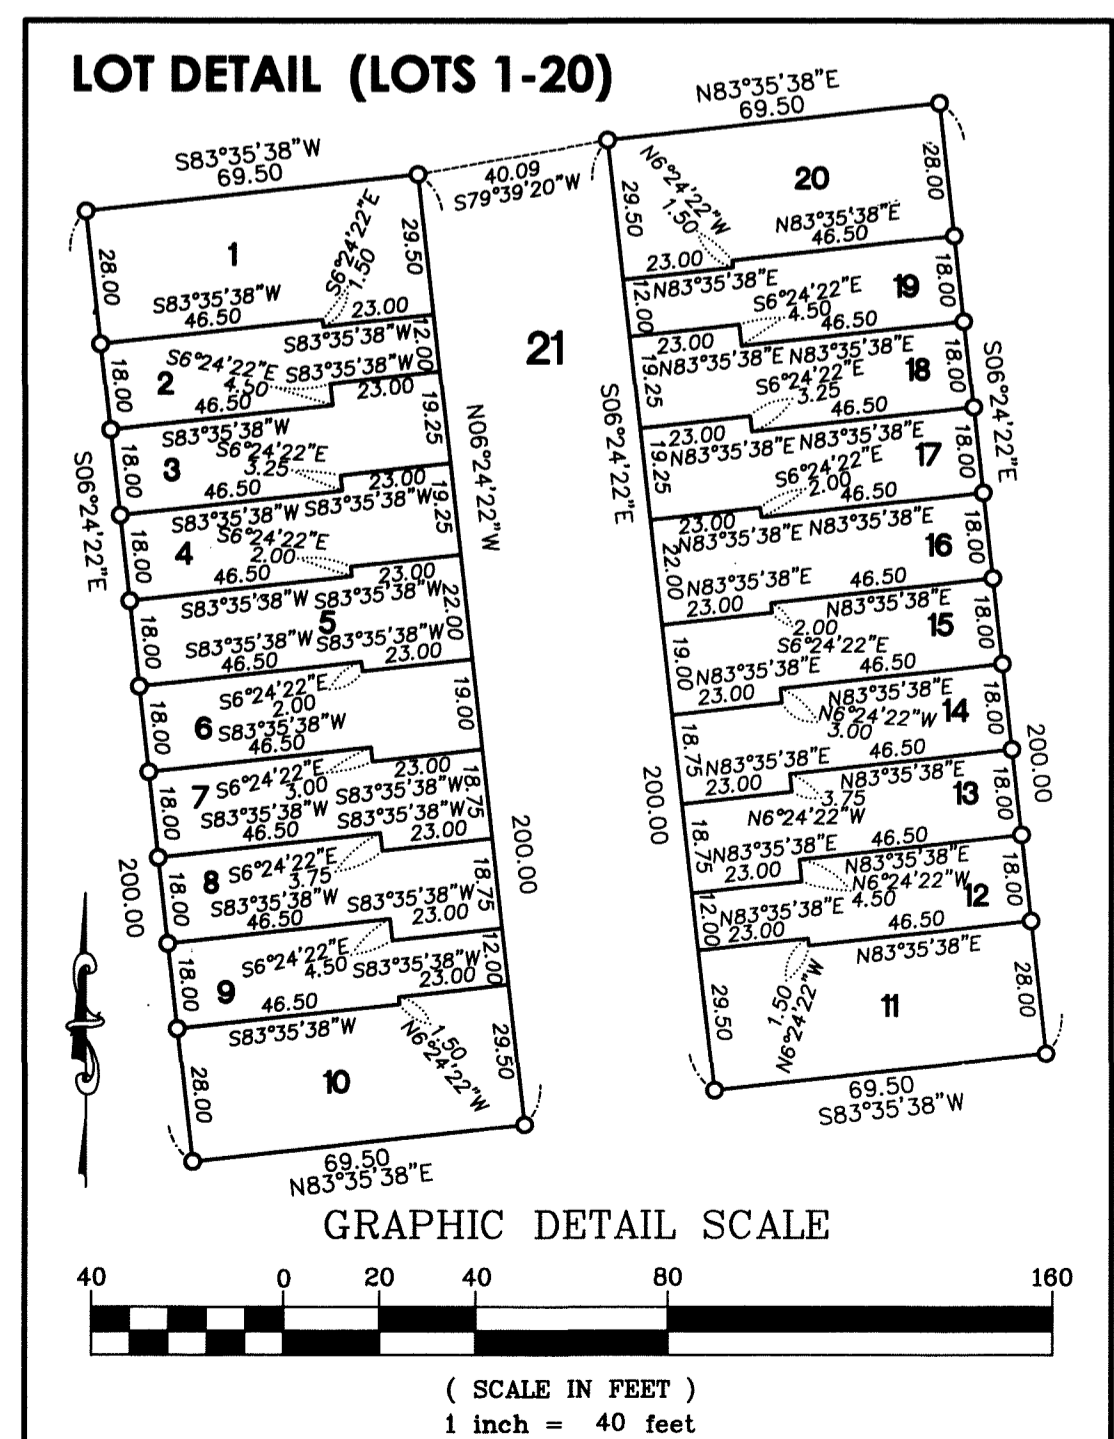 LOT DETAIL (LOTS 1-20)
S83°35'38"W
69.50
40.09
S79°39'20"W
N83°35'38"E
69.50
28.00
1
S6°24'22"E
1.50
29.50
S83°35'38"W
46.50
23.00
S83°35'38"W
12.00
18.00
2
S6°24'22"E
4.50
S83°35'38"W
23.00
46.50
S83°35'38"W
19.25
18.00
3
S6°24'22"E
3.25
23.00
46.50
S83°35'38"W
S83°35'38"W
19.25
S06°24'22"E
N06°24'22"W
18.00
4
S6°24'22"E
2.00
46.50
23.00
S83°35'38"W
S83°35'38"W
5
22.00
18.00
S83°35'38"W
S83°35'38"W
46.50
23.00
18.00
6
S6°24'22"E
2.00
S83°35'38"W
46.50
19.00
18.00
7
S6°24'22"E
3.00
23.00
S83°35'38"W
18.75
S83°35'38"W
46.50
S83°35'38"W
23.00
200.00
200.00
18.00
8
S6°24'22"E
3.75
S83°35'38"W
46.50
S83°35'38"W
23.00
18.75
18.00
9
S6°24'22"E
4.50
S83°35'38"W
23.00
12.00
46.50
S83°35'38"W
1.50
N6°24'22"W
29.50
28.00
10
69.50
N83°35'38"E
21
29.50
N6°24'22"W
1.50
20
28.00
N83°35'38"E
46.50
23.00
N83°35'38"E
12.00
S6°24'22"E
4.50
19
18.00
46.50
23.00
N83°35'38"E
N83°35'38"E
19.25
S6°24'22"E
3.25
18
18.00
46.50
S06°24'22"E
S06°24'22"E
23.00
N83°35'38"E
N83°35'38"E
19.25
S6°24'22"E
2.00
17
18.00
46.50
23.00
N83°35'38"E
N83°35'38"E
22.00
16
18.00
N83°35'38"E
23.00
46.50
N83°35'38"E
2.00
S6°24'22"E
15
18.00
19.00
N83°35'38"E
23.00
46.50
N83°35'38"E
N6°24'22"W
3.00
14
18.00
18.75
N83°35'38"E
23.00
46.50
N83°35'38"E
3.75
N6°24'22"W
13
18.00
200.00
200.00
18.75
N83°35'38"E
23.00
46.50
N83°35'38"E
N6°24'22"W
4.50
12
18.00
12.00
N83°35'38"E
23.00
46.50
N83°35'38"E
1.50
N6°24'22"W
29.50
11
28.00
69.50
S83°35'38"W
GRAPHIC DETAIL SCALE
40 0 20 40 80 160
( SCALE IN FEET )
1 inch = 40 feet